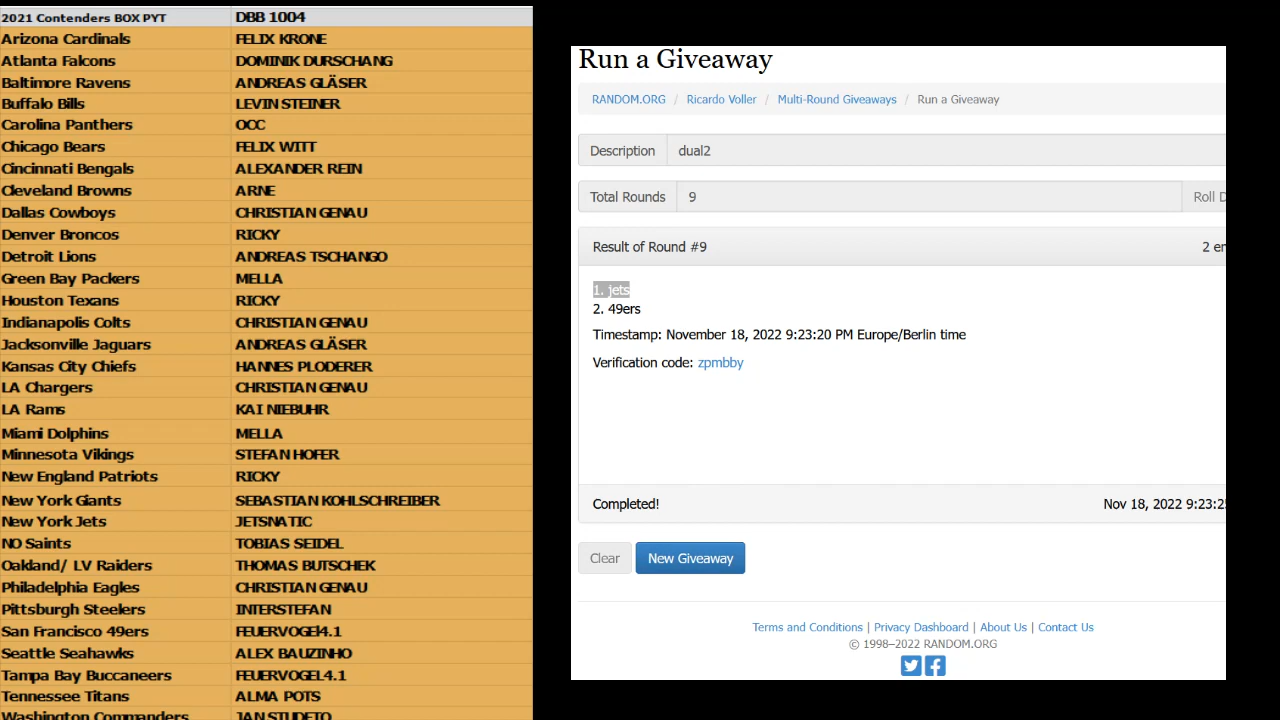 2021 Contenders BOX PYT DBB 1004
Arizona Cardinals FELIX KRONE
Atlanta Falcons DOMINIK DURSCHANG
Baltimore Ravens ANDREAS GLÄSER
Buffalo Bills LEVIN STEINER
Carolina Panthers OCC
Chicago Bears FELIX WITT
Cincinnati Bengals ALEXANDER REIN
Cleveland Browns ARNE
Dallas Cowboys CHRISTIAN GENAU
Denver Broncos RICKY
Detroit Lions ANDREAS TSCHANGO
Green Bay Packers MELLA
Houston Texans RICKY
Indianapolis Colts CHRISTIAN GENAU
Jacksonville Jaguars ANDREAS GLÄSER
Kansas City Chiefs HANNES PLODERER
LA Chargers CHRISTIAN GENAU
LA Rams KAI NIEBUHR
Miami Dolphins MELLA
Minnesota Vikings STEFAN HOFER
New England Patriots RICKY
New York Giants SEBASTIAN KOHLSCHREIBER
New York Jets JETSNATIC
NO Saints TOBIAS SEIDEL
Oakland/ LV Raiders THOMAS BUTSCHEK
Philadelphia Eagles CHRISTIAN GENAU
Pittsburgh Steelers INTERSTEFAN
San Francisco 49ers FEUERVOGEl4.1
Seattle Seahawks ALEX BAUZINHO
Tampa Bay Buccaneers FEUERVOGEL4.1
Tennessee Titans ALMA POTS
Washington Commanders JAN
Run a Giveaway
RANDOM.ORG / Ricardo Voller / Multi-Round Giveaways / Run a Giveaway
Description dual2
Total Rounds 9 Roll D
Result of Round #9 2 en
1. jets
2. 49ers
Timestamp: November 18, 2022 9:23:20 PM Europe/Berlin time
Verification code: zpmbby
Completed! Nov 18, 2022 9:23:2
Clear New Giveaway
Terms and Conditions | Privacy Dashboard | About Us | Contact Us
© 1998–2022 RANDOM.ORG